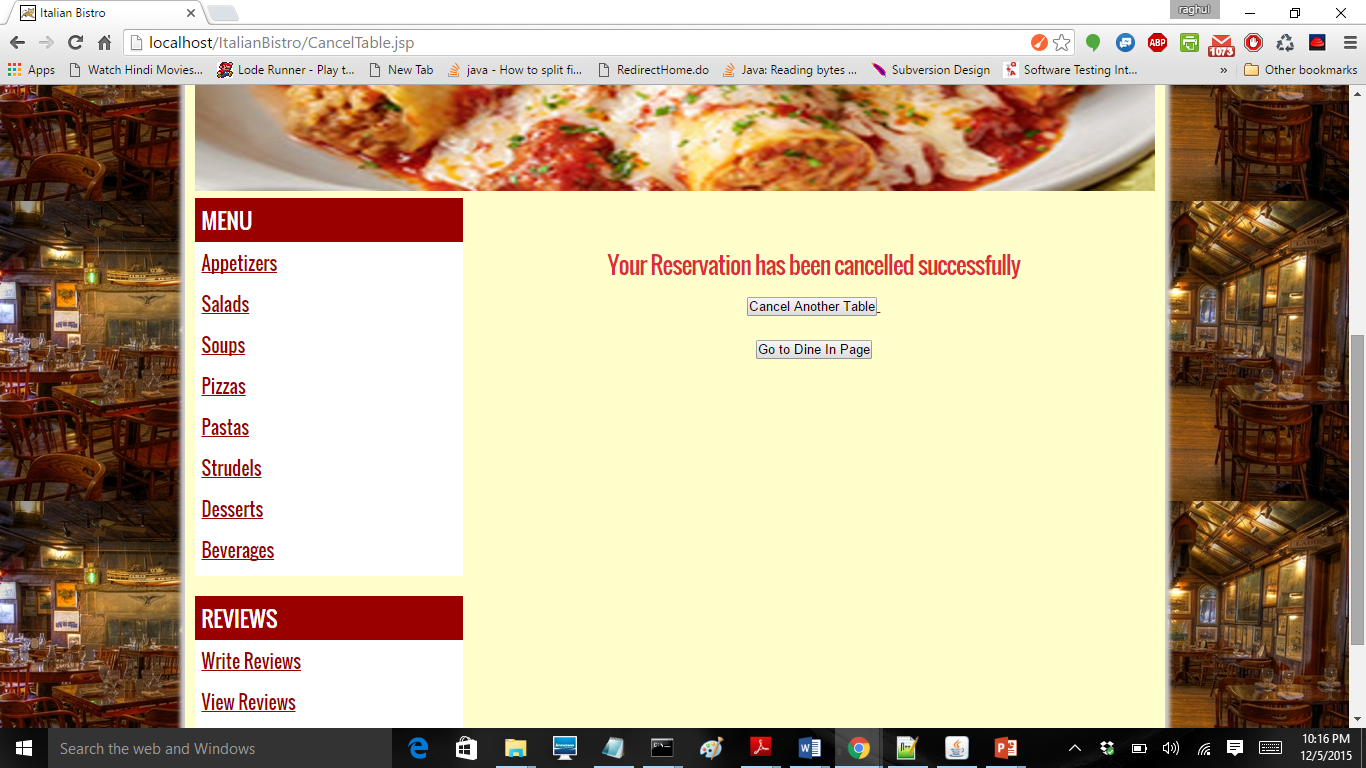 Italian Bistro
raghul
localhost/ItalianBistro/CancelTable.jsp
ABP
1073
Apps
Watch Hindi Movies...
Lode Runner - Play t...
New Tab
java - How to split fi...
RedirectHome.do
Java: Reading bytes ...
Subversion Design
Software Testing Int...
»
Other bookmarks
MENU
Appetizers
Salads
Soups
Pizzas
Pastas
Strudels
Desserts
Beverages
REVIEWS
Write Reviews
View Reviews
Your Reservation has been cancelled successfully
Cancel Another Table
Go to Dine In Page
Search the web and Windows
10:16 PM
12/5/2015